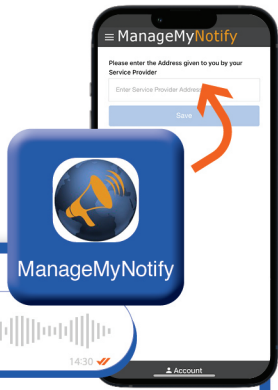 ManageMyNotify
Please enter the Address given to you by your
Service Provider
Enter Service Provider Address
Save
ManageMyNotify
14:30
Account